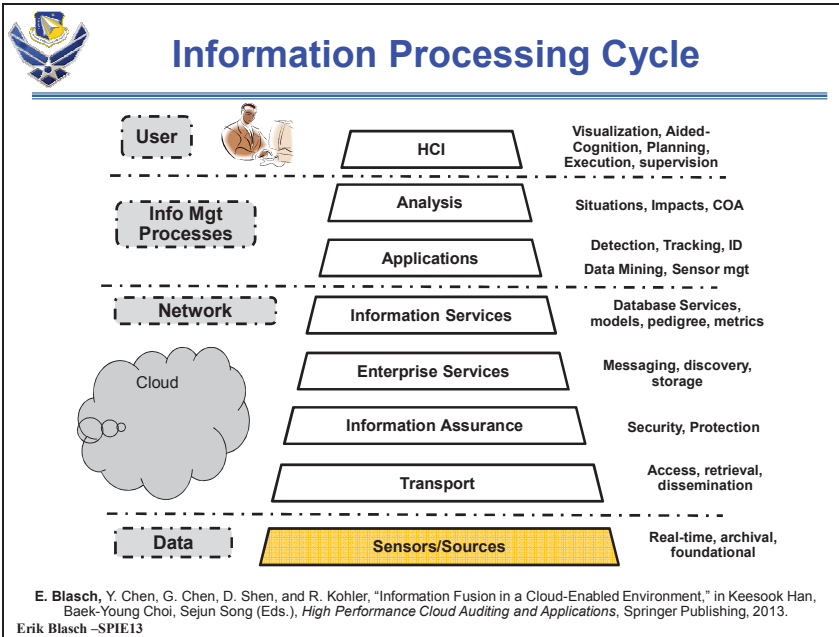 Information Processing Cycle
User
HCI
Visualization, Aided-
Cognition, Planning,
Execution, supervision
Info Mgt
Processes
Analysis
Situations, Impacts, COA
Applications
Detection, Tracking, ID
Data Mining, Sensor mgt
Network
Information Services
Database Services,
models, pedigree, metrics
Cloud
Enterprise Services
Messaging, discovery,
storage
Information Assurance
Security, Protection
Transport
Access, retrieval,
dissemination
Data
Sensors/Sources
Real-time, archival,
foundational
E. Blasch, Y. Chen, G. Chen, D. Shen, and R. Kohler, “Information Fusion in a Cloud-Enabled Environment,” in Keesook Han,
Baek-Young Choi, Sejun Song (Eds.), High Performance Cloud Auditing and Applications, Springer Publishing, 2013.
Erik Blasch –SPIE13